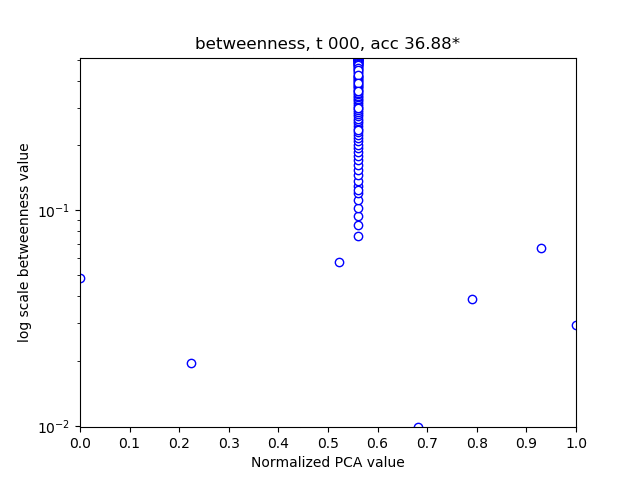 betweenness, t 000, acc 36.88*
log scale betweenness value
10⁻¹
10⁻²
0.0 0.1 0.2 0.3 0.4 0.5 0.6 0.7 0.8 0.9 1.0
Normalized PCA value